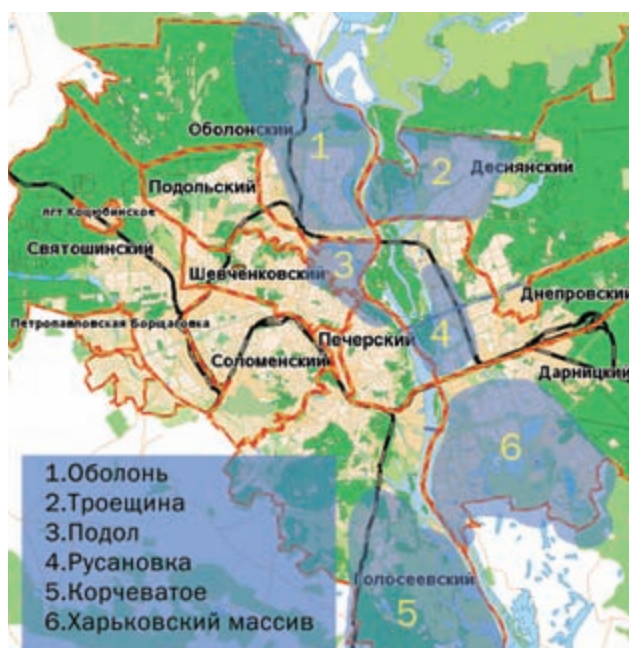 Оболонский
1
2
Десиянский
Подольский
пгт Коцюбинское
Святошинский
Шевченковский
3
Днепровский
Петропавловская Борщаговка
Печерский
4
Соломенский
Дарницкий
6
1.Оболонь
2.Троещина
3.Подол
4.Русановка
5.Корчеватое
6.Харьковский массив
Голосеевский
5